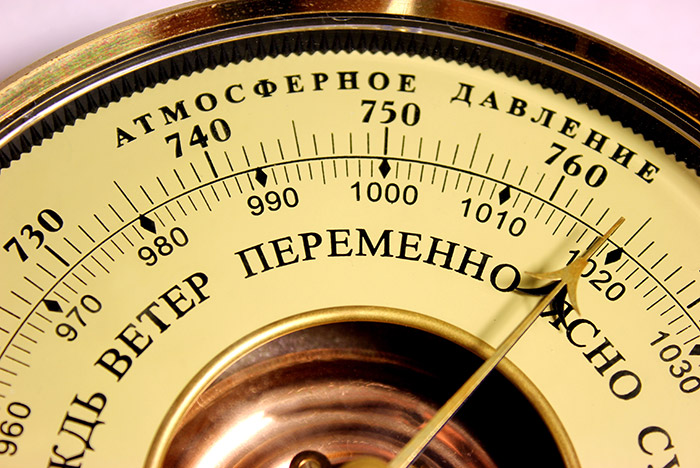 АТМОСФЕРНОЕ ДАВЛЕНИЕ
730 740 750 760
960 970 980 990 1000 1010 1020 1030
ВЕТЕР ПЕРЕМЕННО ЯСНО